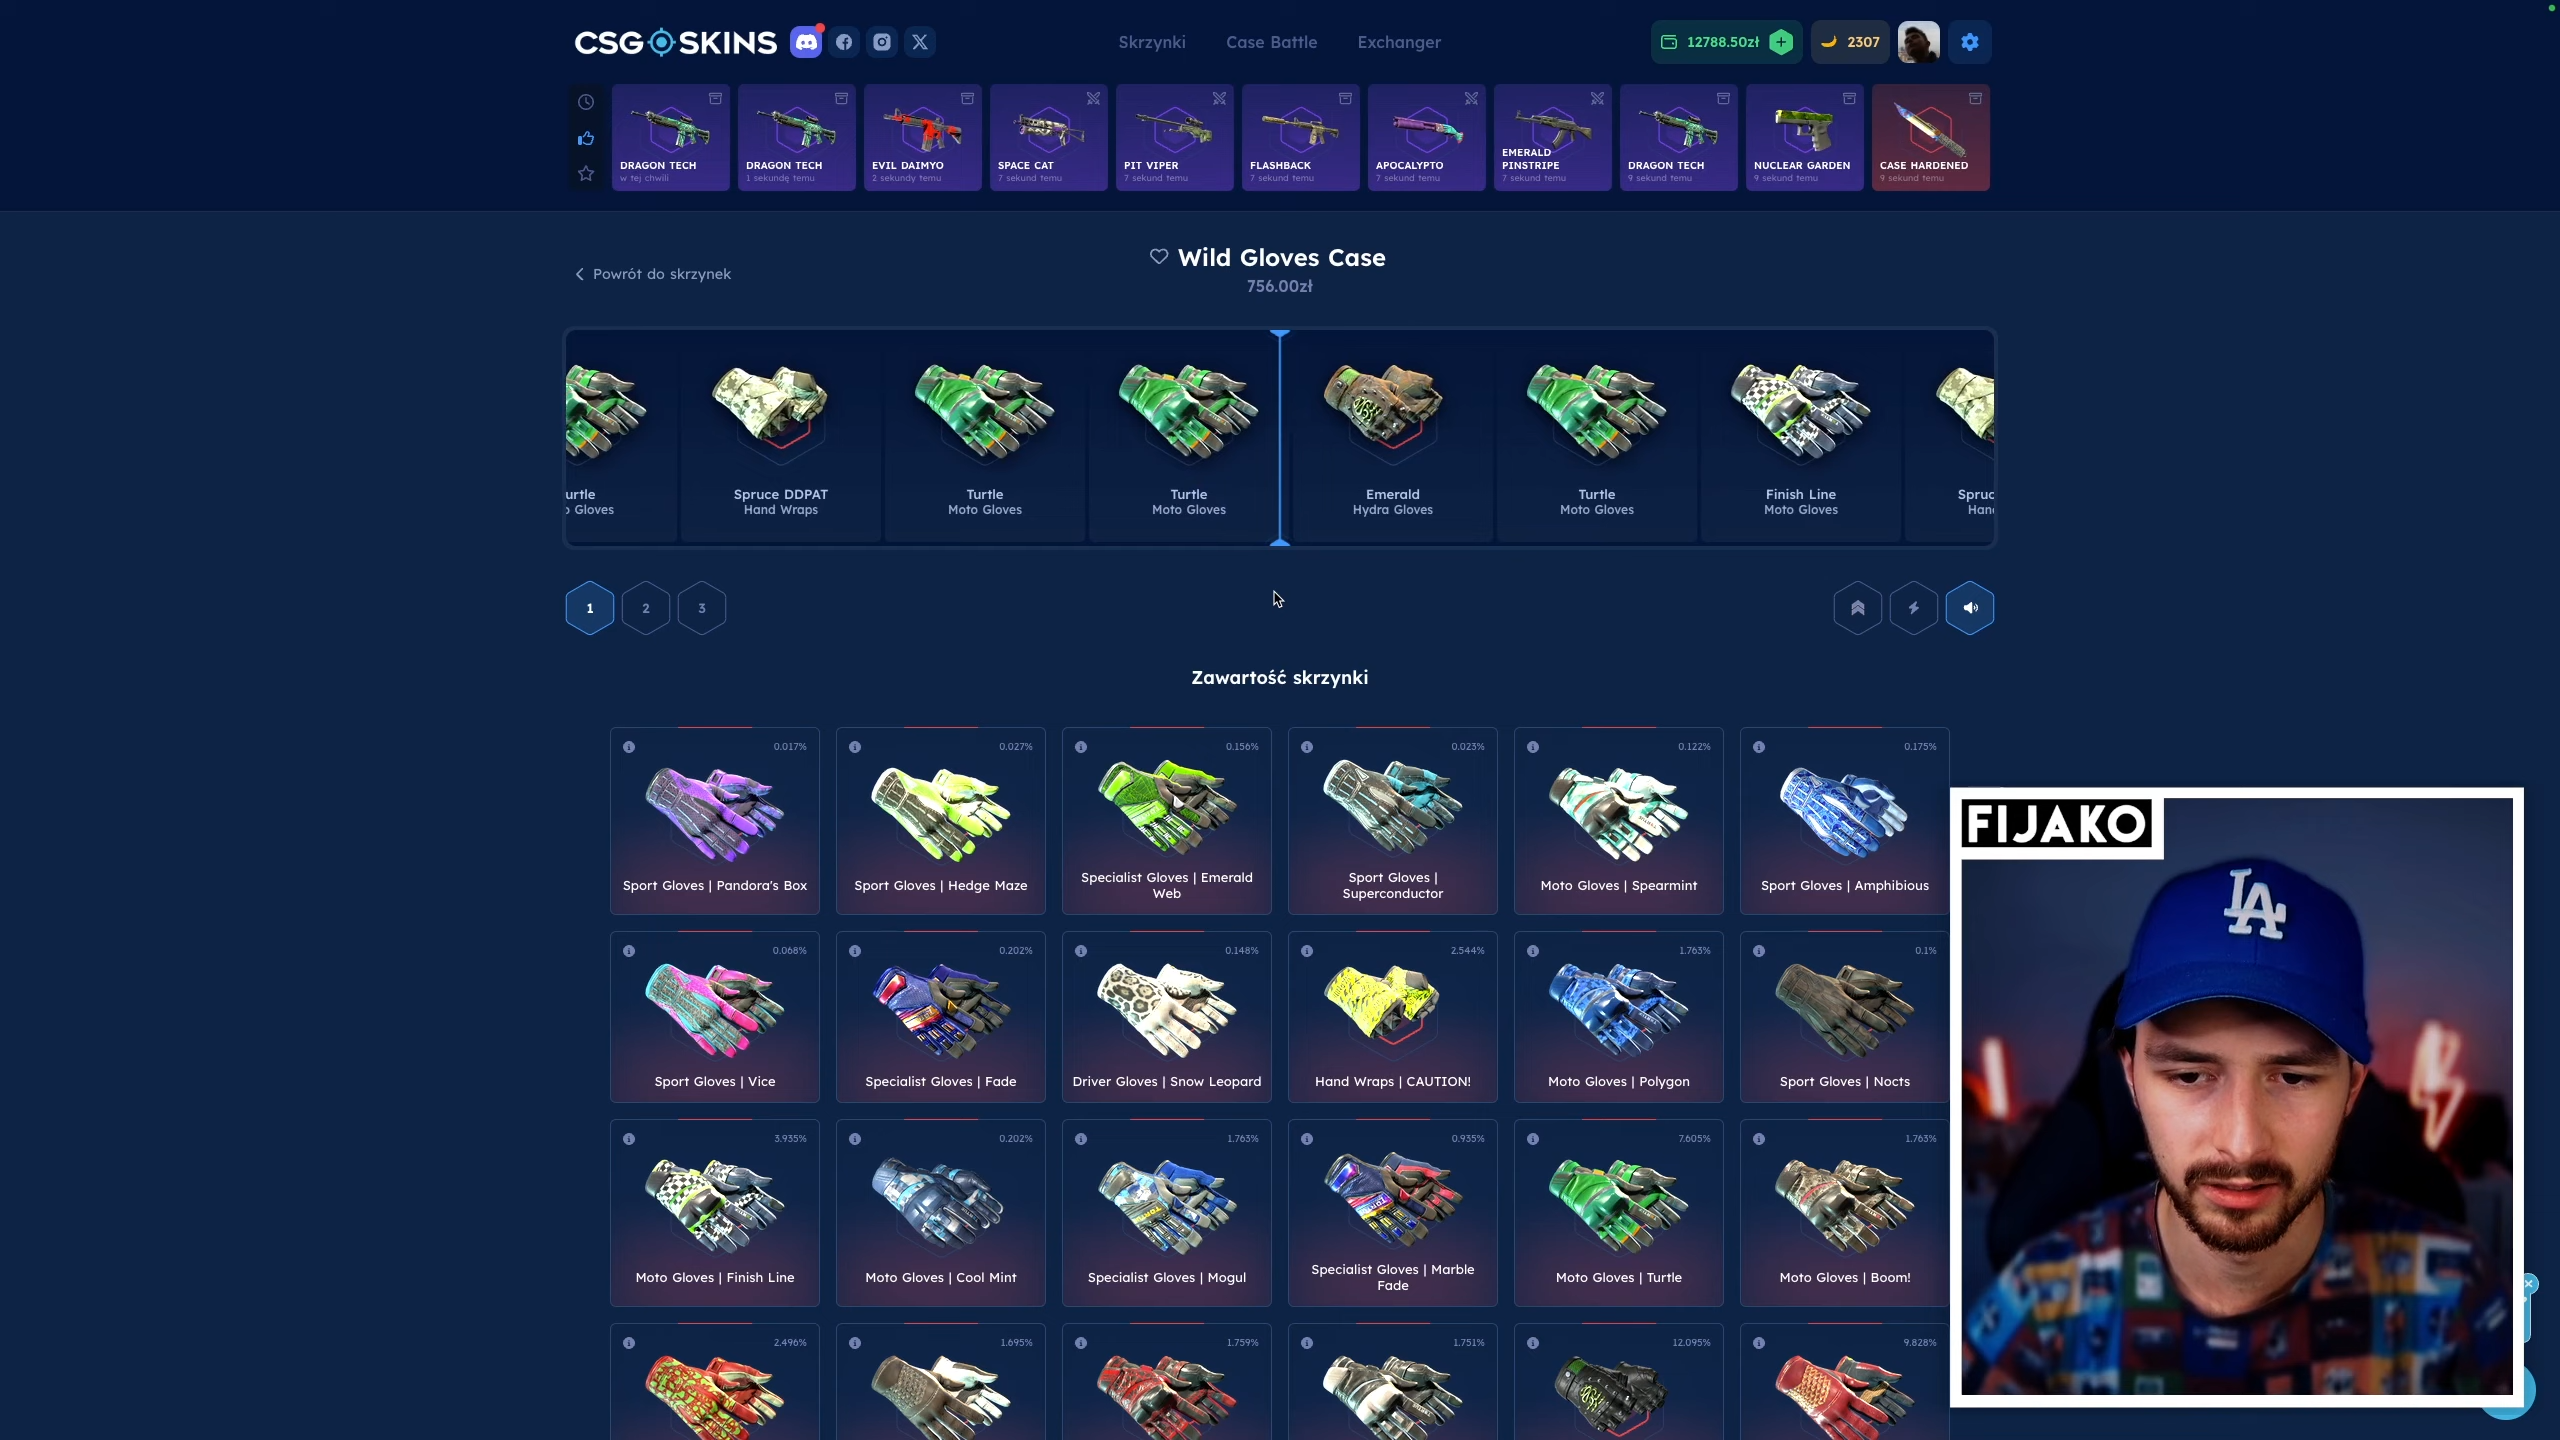 CSGOSKINS
Skrzynki
Case Battle
Exchanger
12788.50zł
2307
DRAGON TECH
w tej chwili
DRAGON TECH
1 sekundę temu
EVIL DAIMYO
2 sekundy temu
SPACE CAT
7 sekund temu
PIT VIPER
7 sekund temu
FLASHBACK
7 sekund temu
APOCALYPTO
7 sekund temu
EMERALD
PINSTRIPE
7 sekund temu
DRAGON TECH
9 sekund temu
NUCLEAR GARDEN
9 sekund temu
CASE HARDENED
9 sekund temu
Powrót do skrzynek
Wild Gloves Case
756.00zł
urtle
o Gloves
Spruce DDPAT
Hand Wraps
Turtle
Moto Gloves
Turtle
Moto Gloves
Emerald
Hydra Gloves
Turtle
Moto Gloves
Finish Line
Moto Gloves
Spruc
Hand
1
2
3
Zawartość skrzynki
0.017%
Sport Gloves | Pandora's Box
0.027%
Sport Gloves | Hedge Maze
0.156%
Specialist Gloves | Emerald
Web
0.023%
Sport Gloves |
Superconductor
0.122%
Moto Gloves | Spearmint
0.175%
Sport Gloves | Amphibious
0.068%
Sport Gloves | Vice
0.202%
Specialist Gloves | Fade
0.148%
Driver Gloves | Snow Leopard
2.544%
Hand Wraps | CAUTION!
1.763%
Moto Gloves | Polygon
0.1%
Sport Gloves | Nocts
3.935%
Moto Gloves | Finish Line
0.202%
Moto Gloves | Cool Mint
1.763%
Specialist Gloves | Mogul
0.935%
Specialist Gloves | Marble
Fade
7.605%
Moto Gloves | Turtle
1.763%
Moto Gloves | Boom!
2.496%
1.695%
1.759%
1.751%
12.095%
9.828%
FIJAKO
LA